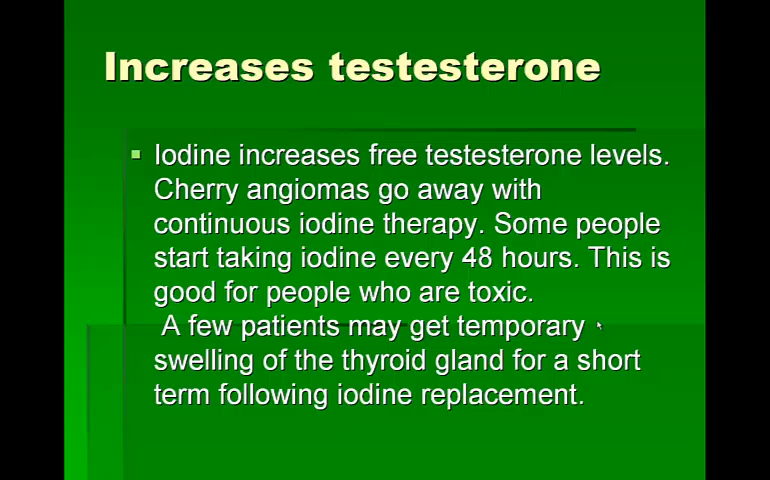 Increases testesterone
Iodine increases free testesterone levels.
Cherry angiomas go away with
continuous iodine therapy. Some people
start taking iodine every 48 hours. This is
good for people who are toxic.
A few patients may get temporary
swelling of the thyroid gland for a short
term following iodine replacement.